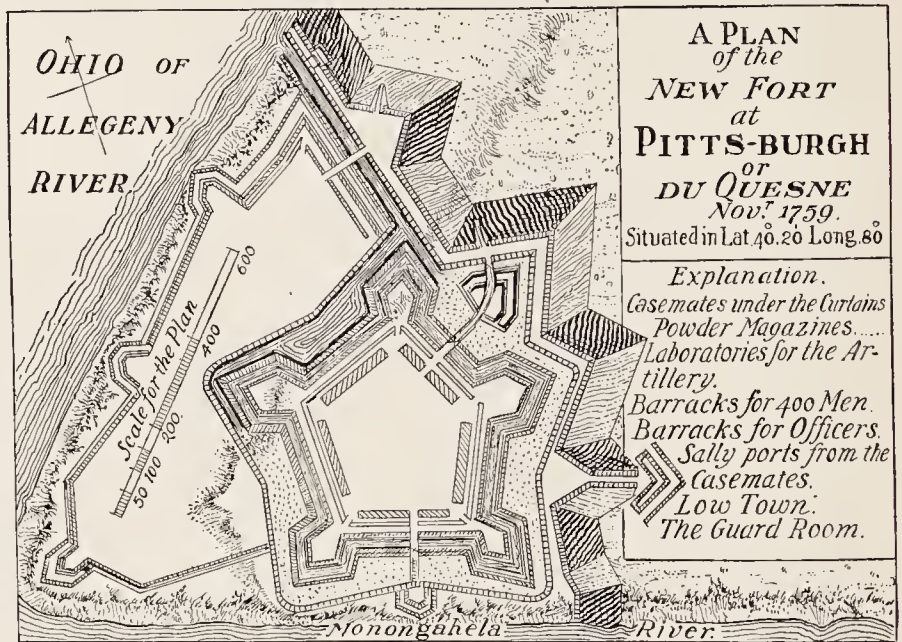 OHIO OF
ALLEGENY
RIVER.
A PLAN
of the
NEW FORT
at
PITTS-BURGH
or
DU QUESNE
Novr. 1759.
Situated in Lat. 40.20 Long. 80
Explanation.
Casemates under the Curtains
Powder Magazines......
Laboratories for the Ar-
tillery.
Barracks for 400 Men.
Barracks for Officers.
Sally ports from the
Casemates.
Low Town.
The Guard Room.
Scale for the Plan
50 100 200. 400 600
Monongahela River.